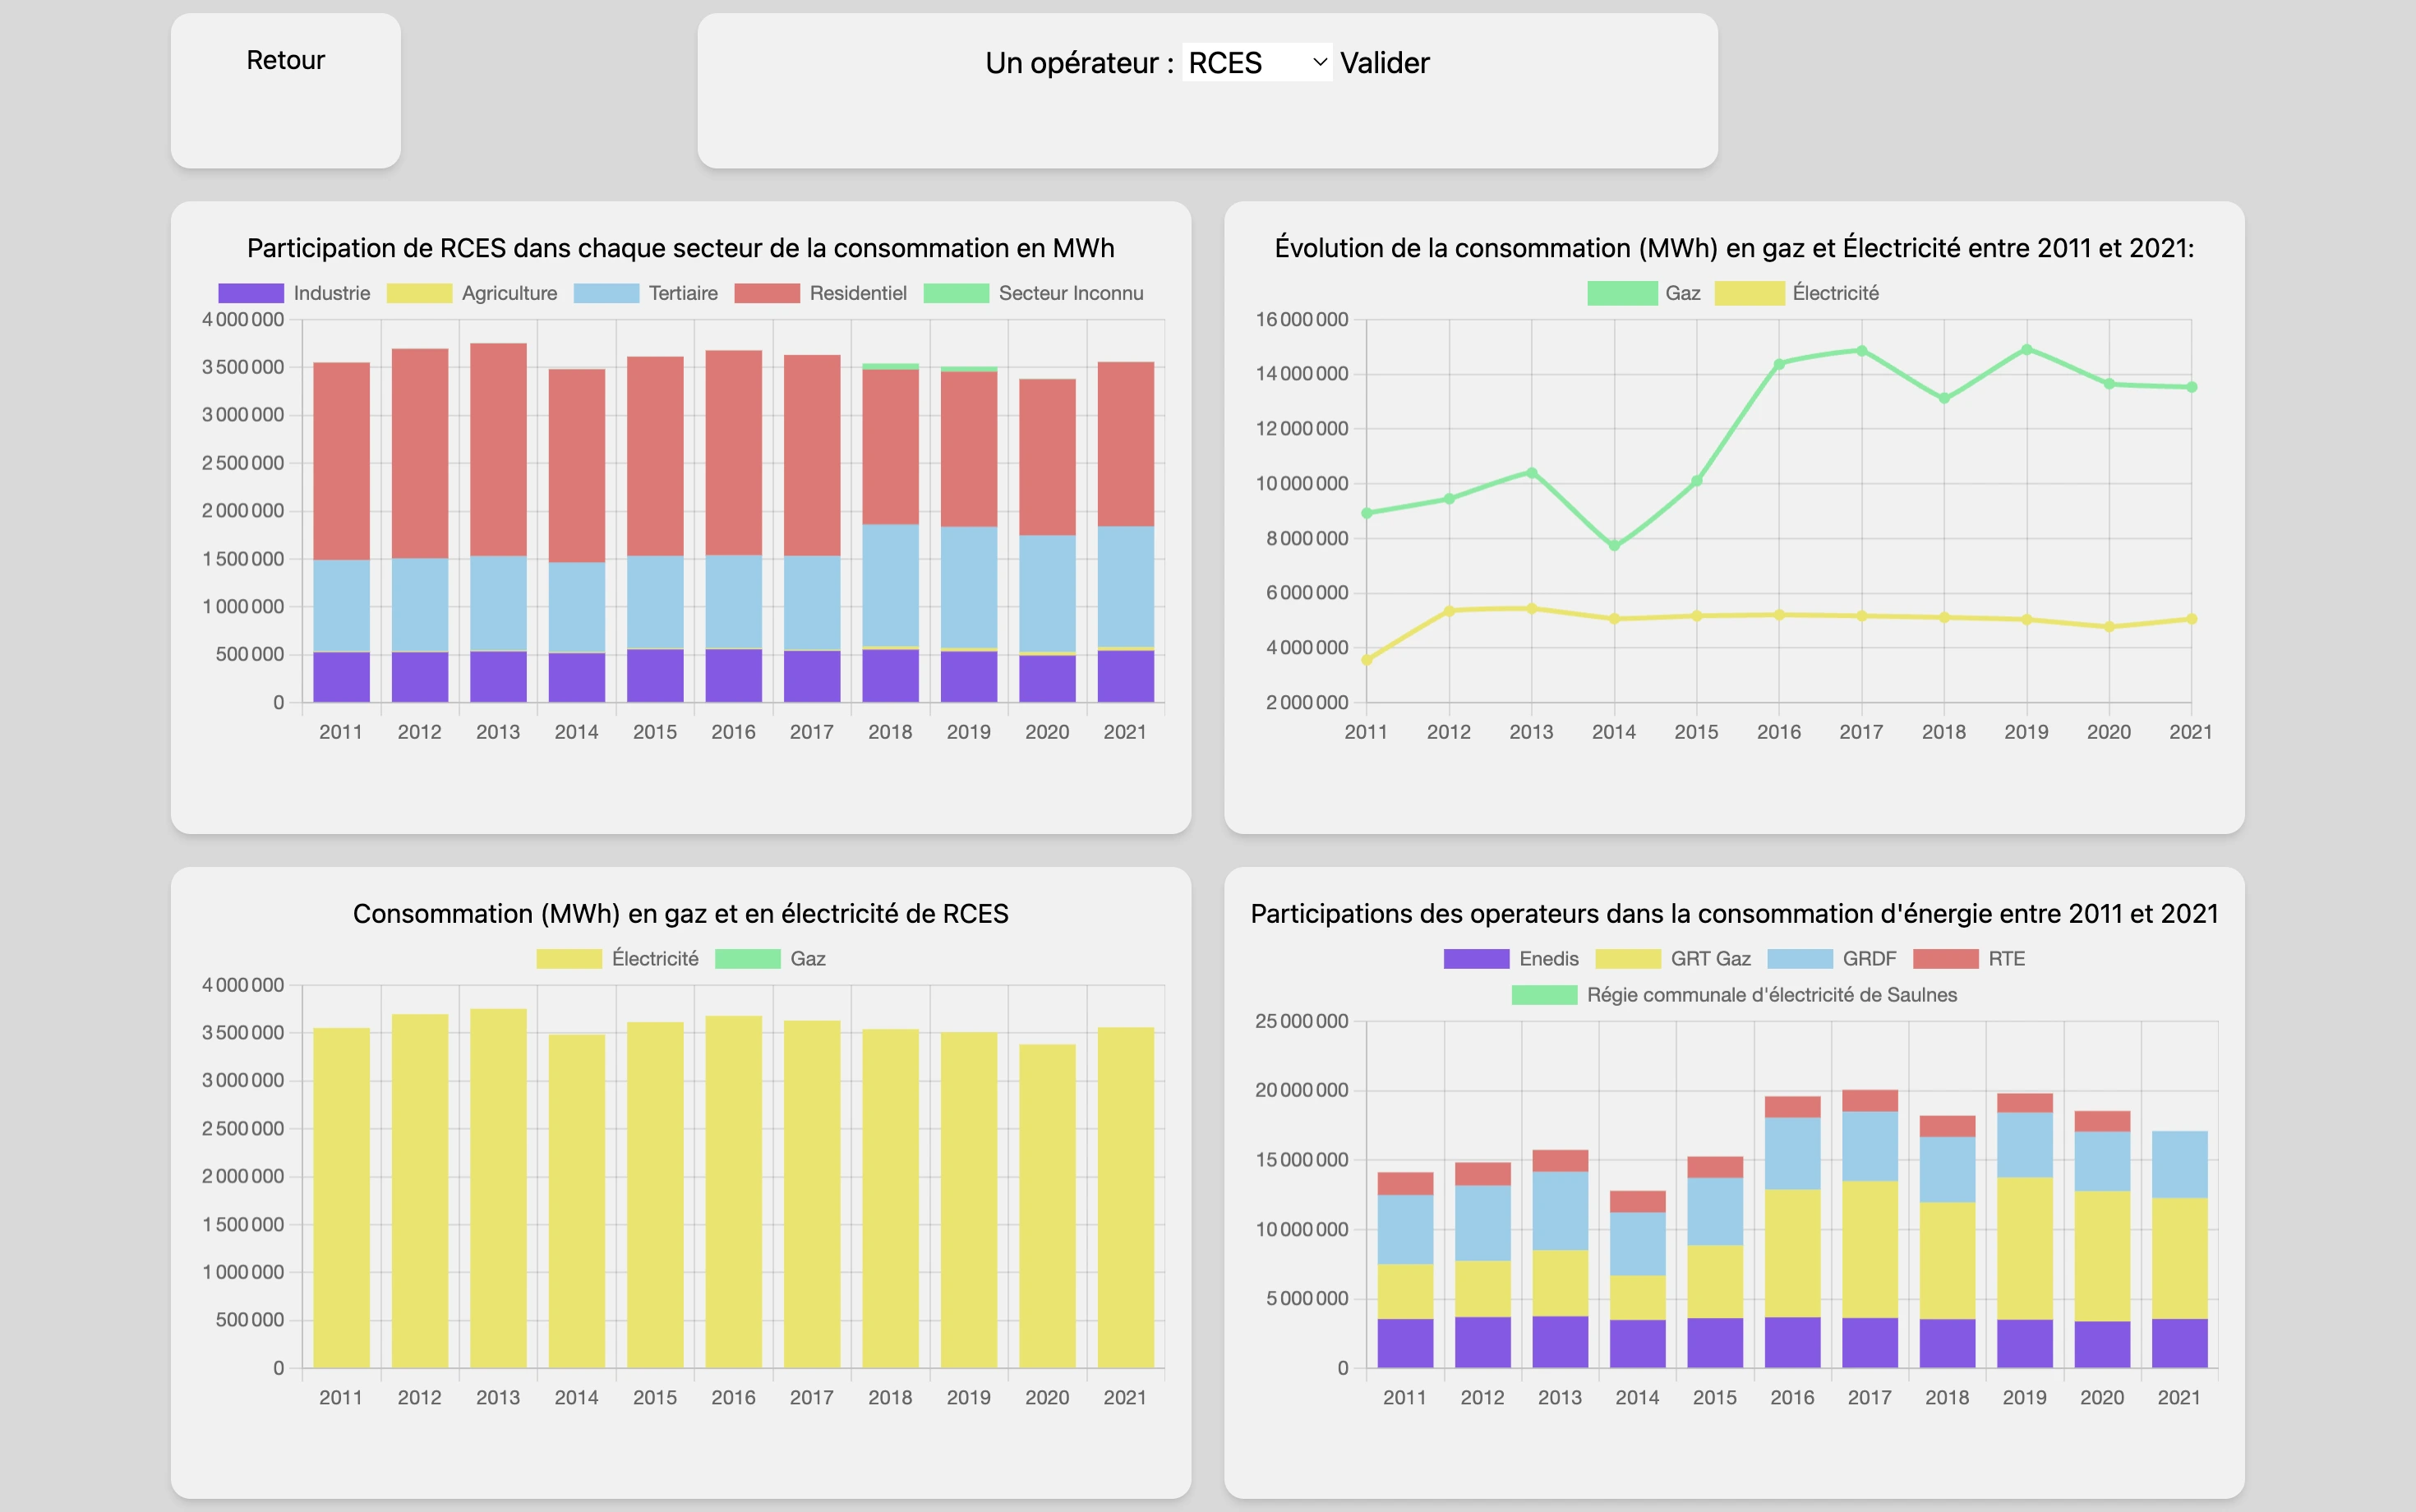 Retour
Un opérateur : RCES Valider
Participation de RCES dans chaque secteur de la consommation en MWh
Industrie Agriculture Tertiaire Residentiel Secteur Inconnu
4 000 000
3 500 000
3 000 000
2 500 000
2 000 000
1 500 000
1 000 000
500 000
0
2011 2012 2013 2014 2015 2016 2017 2018 2019 2020 2021
Évolution de la consommation (MWh) en gaz et Électricité entre 2011 et 2021:
Gaz Électricité
16 000 000
14 000 000
12 000 000
10 000 000
8 000 000
6 000 000
4 000 000
2 000 000
2011 2012 2013 2014 2015 2016 2017 2018 2019 2020 2021
Consommation (MWh) en gaz et en électricité de RCES
Électricité Gaz
4 000 000
3 500 000
3 000 000
2 500 000
2 000 000
1 500 000
1 000 000
500 000
0
2011 2012 2013 2014 2015 2016 2017 2018 2019 2020 2021
Participations des operateurs dans la consommation d'énergie entre 2011 et 2021
Enedis GRT Gaz GRDF RTE
Régie communale d'électricité de Saulnes
25 000 000
20 000 000
15 000 000
10 000 000
5 000 000
0
2011 2012 2013 2014 2015 2016 2017 2018 2019 2020 2021